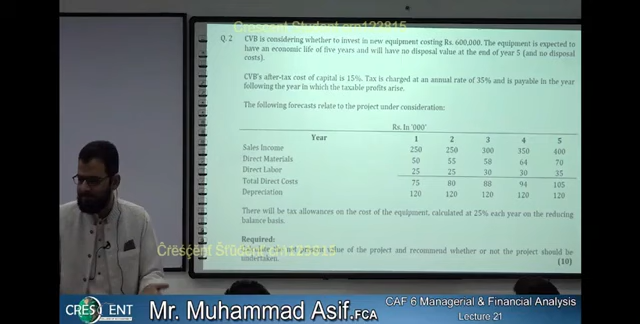 Crescent Student crn123815
Q. 2 CVB is considering whether to invest in new equipment costing Rs. 600,000. The equipment is expected to
have an economic life of five years and will have no disposal value at the end of year 5 (and no disposal
costs).
CVB's after-tax cost of capital is 15%. Tax is charged at an annual rate of 35% and is payable in the year
following the year in which the taxable profits arise.
The following forecasts relate to the project under consideration:
Rs. In '000'
Year 1 2 3 4 5
Sales Income 250 250 300 350 400
Direct Materials 50 55 58 64 70
Direct Labor 25 25 30 30 35
Total Direct Costs 75 80 88 94 105
Depreciation 120 120 120 120 120
There will be tax allowances on the cost of the equipment, calculated at 25% each year on the reducing
balance basis.
Required:
the net present value of the project and recommend whether or not the project should be
undertaken. (10)
CRESCENT
Mr. Muhammad Asif.FCA
CAF 6 Managerial & Financial Analysis
Lecture 21